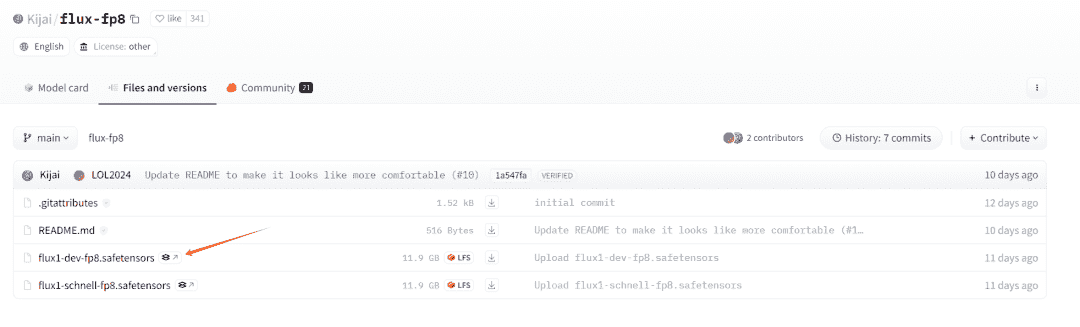 Kijai/flux-fp8 like 341
English License: other
Model card Files and versions Community 21
main flux-fp8 2 contributors History: 7 commits + Contribute
Kijai LOL2024 Update README to make it looks like more comfortable (#10) 1a547fa VERIFIED 10 days ago
.gitattributes 1.52 kB initial commit 12 days ago
README.md 516 Bytes Update README to make it looks like more comfortable (#1... 10 days ago
flux1-dev-fp8.safetensors 11.9 GB LFS Upload flux1-dev-fp8.safetensors 11 days ago
flux1-schnell-fp8.safetensors 11.9 GB LFS Upload flux1-schnell-fp8.safetensors 11 days ago